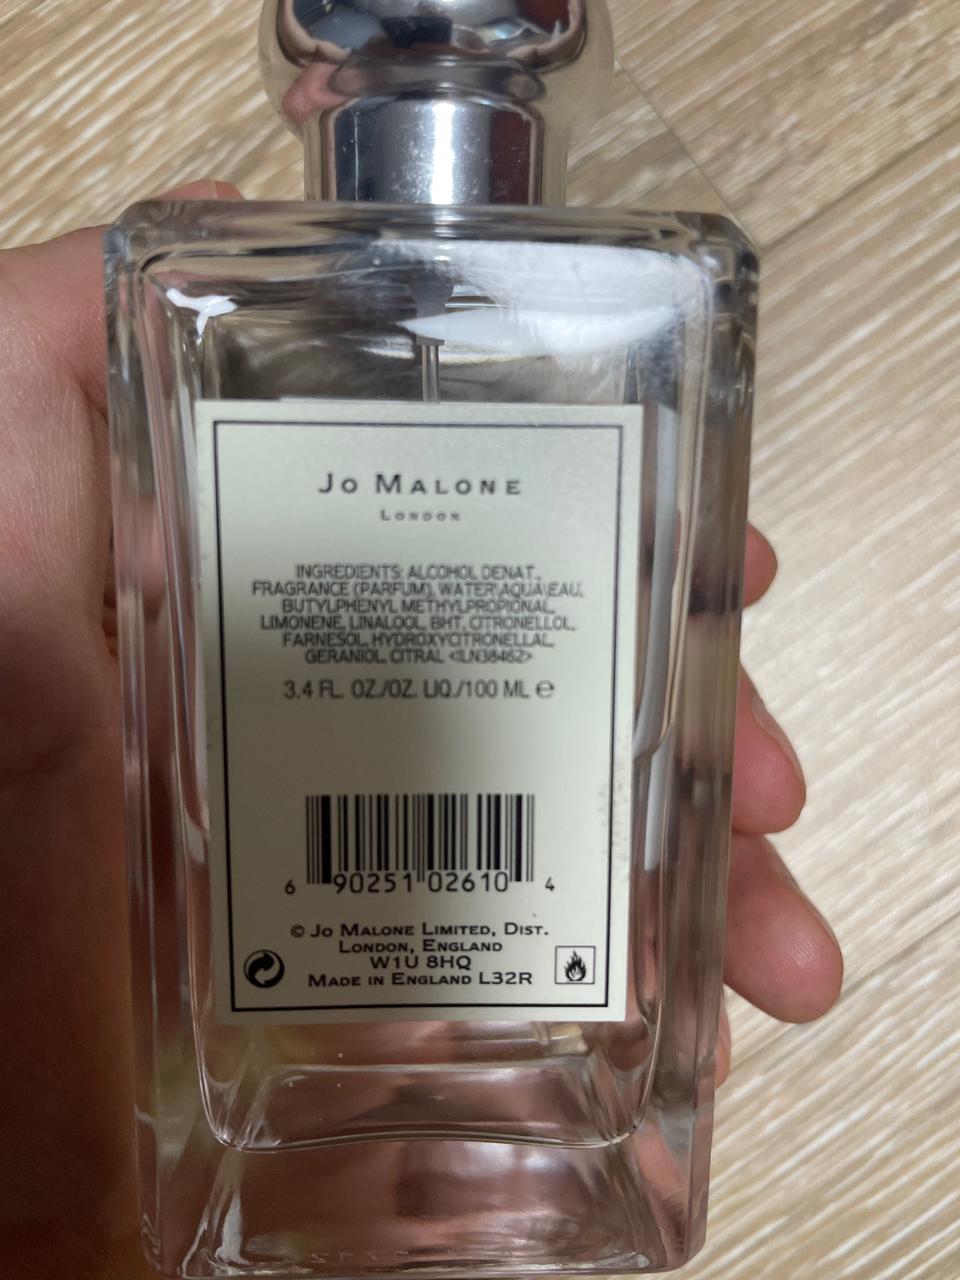 JO MALONE
LONDON
INGREDIENTS: ALCOHOL DENAT.,
FRAGRANCE (PARFUM), WATER\AQUA\EAU,
BUTYLPHENYL METHYLPROPIONAL,
LIMONENE, LINALOOL, BHT, CITRONELLOL,
FARNESOL, HYDROXYCITRONELLAL,
GERANIOL, CITRAL <ILN38462>
3.4 FL. OZ./OZ. LIQ./100 ML ℮
6 90251 02610 4
© JO MALONE LIMITED, DIST.
LONDON, ENGLAND
W1U 8HQ
MADE IN ENGLAND L32R